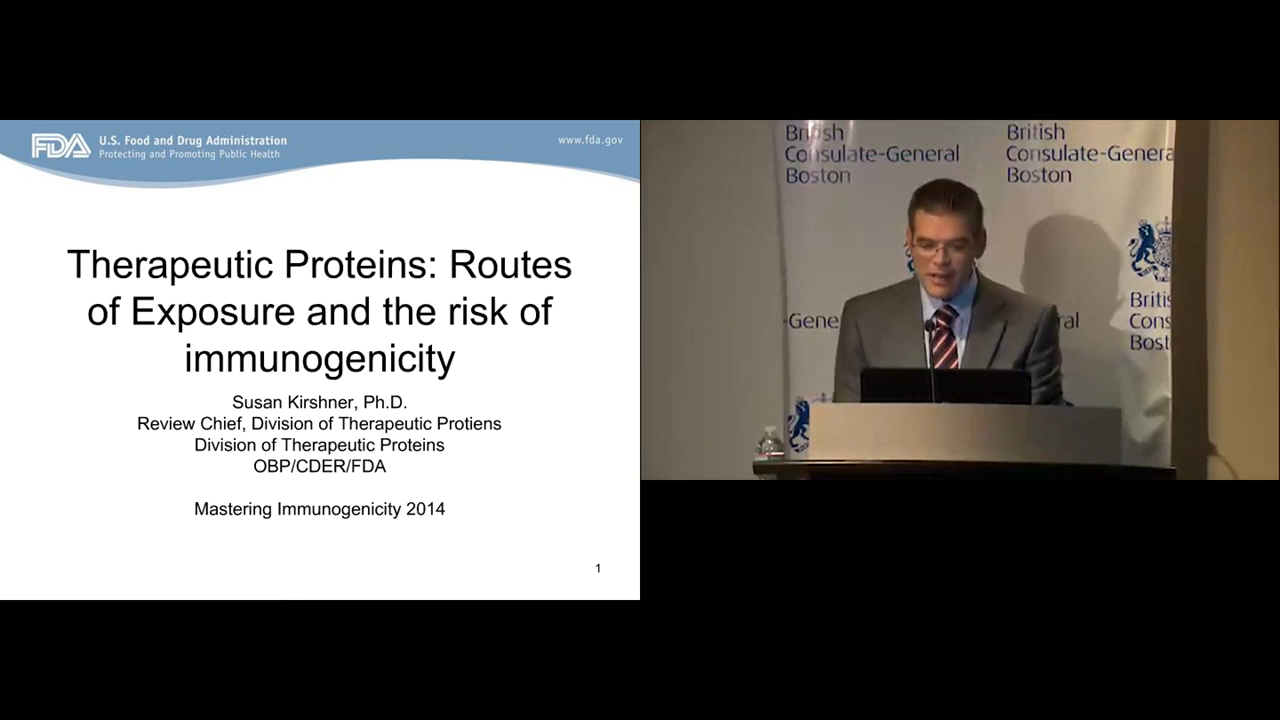 FDA U.S. Food and Drug Administration
Protecting and Promoting Public Health
www.fda.gov
Therapeutic Proteins: Routes
of Exposure and the risk of
immunogenicity
Susan Kirshner, Ph.D.
Review Chief, Division of Therapeutic Protiens
Division of Therapeutic Proteins
OBP/CDER/FDA
Mastering Immunogenicity 2014
1
British
Consulate-General
Boston
British
Consulate-Genera
Boston
-Gene
ral
Britis
Cons
Bost